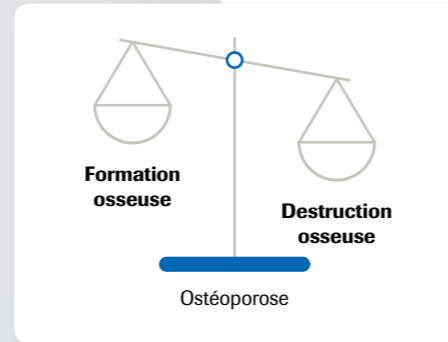 Formation
osseuse
Destruction
osseuse
Ostéoporose